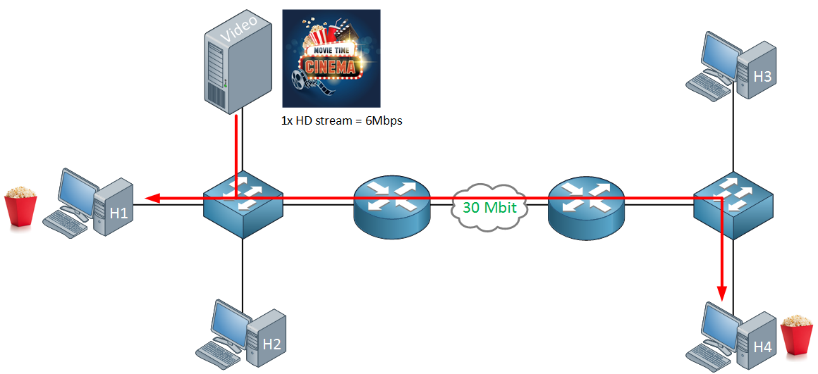 Video
MOVIE TIME
CINEMA
1x HD stream = 6Mbps
H3
H1
30 Mbit
H2
H4